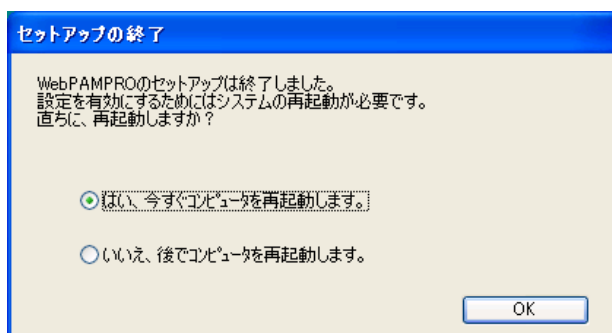 セットアップの終了
WebPAMPROのセットアップは終了しました。
設定を有効にするためにはシステムの再起動が必要です。
直ちに、再起動しますか？
はい、今すぐコンピュータを再起動します。
いいえ、後でコンピュータを再起動します。
OK